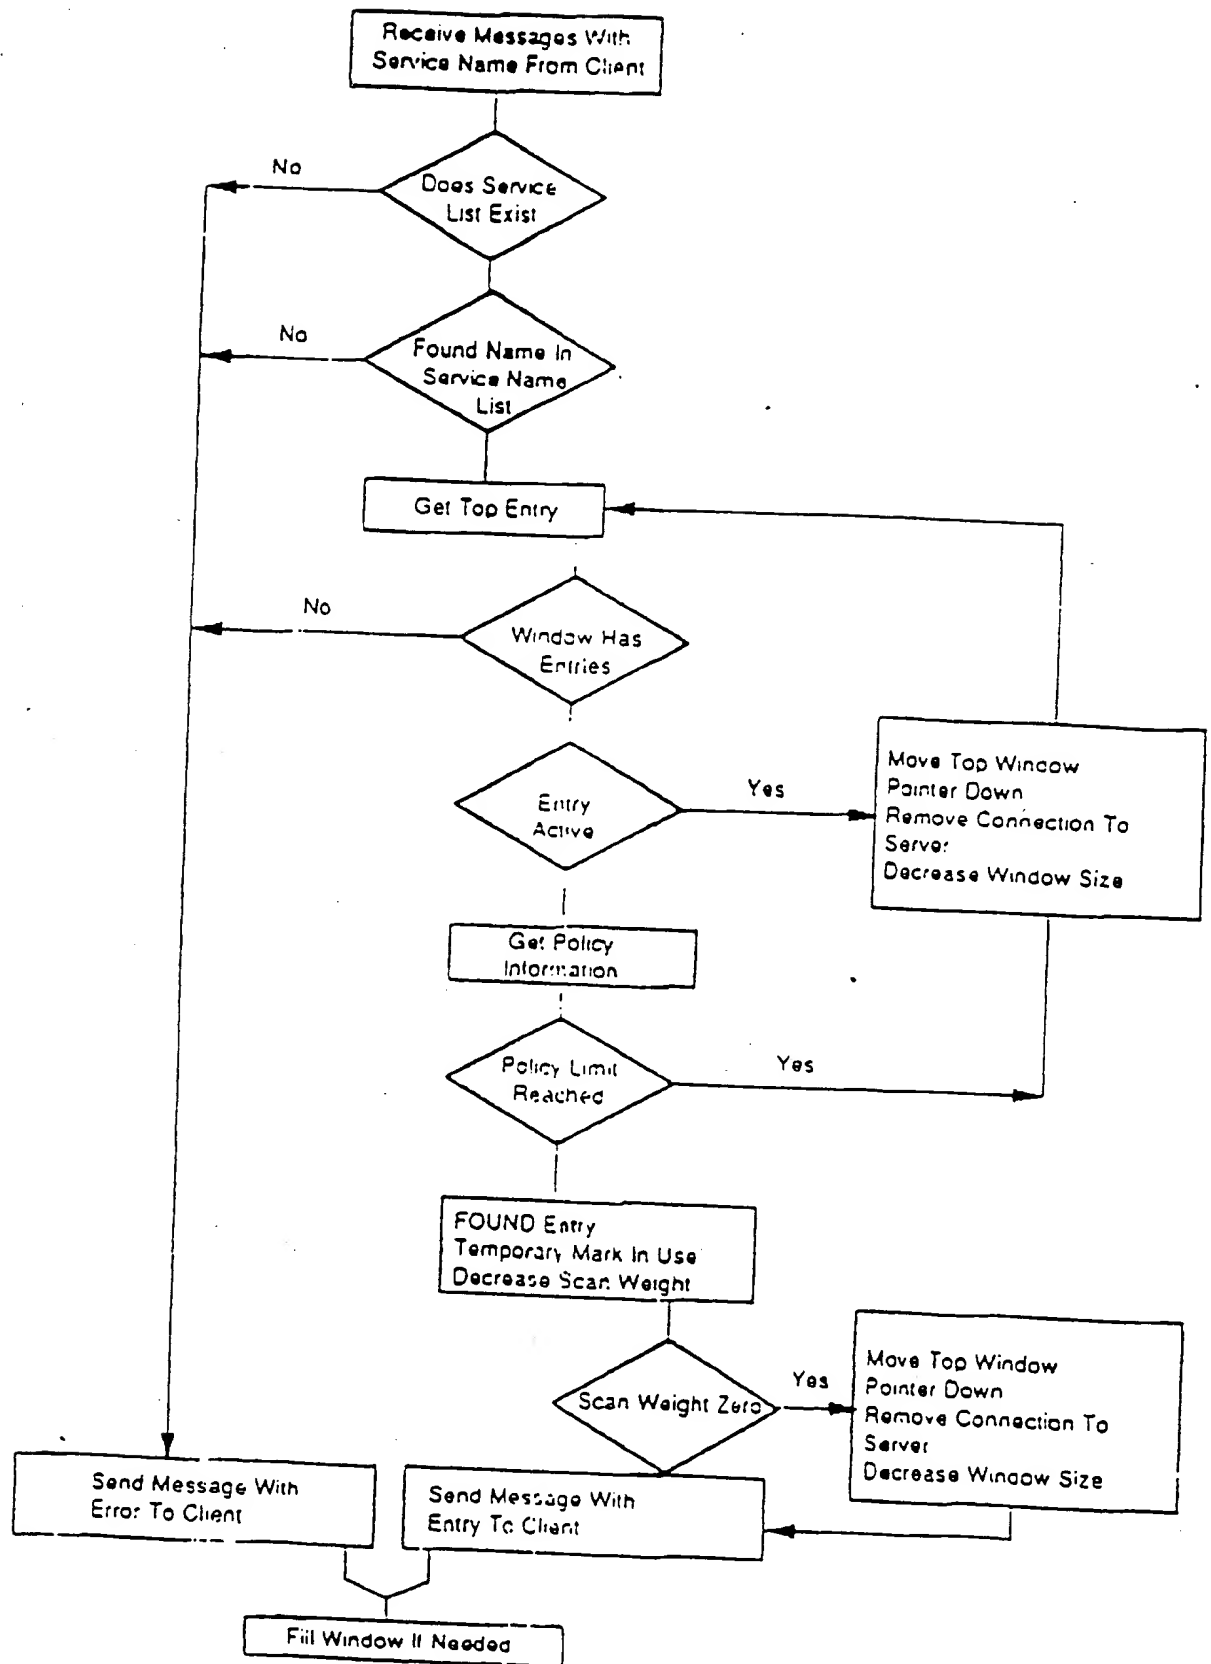 Receive Messages With
Service Name From Client
No
Does Service
List Exist
No
Found Name In
Service Name
List
Get Top Entry
No
Window Has
Entries
Entry
Active
Yes
Move Top Window
Pointer Down
Remove Connection To
Server
Decrease Window Size
Get Policy
Information
Policy Limit
Reached
Yes
FOUND Entry
Temporary Mark In Use
Decrease Scan Weight
Scan Weight Zero
Yes
Move Top Window
Pointer Down
Remove Connection To
Server
Decrease Window Size
Send Message With
Error To Client
Send Message With
Entry To Client
Fill Window If Needed